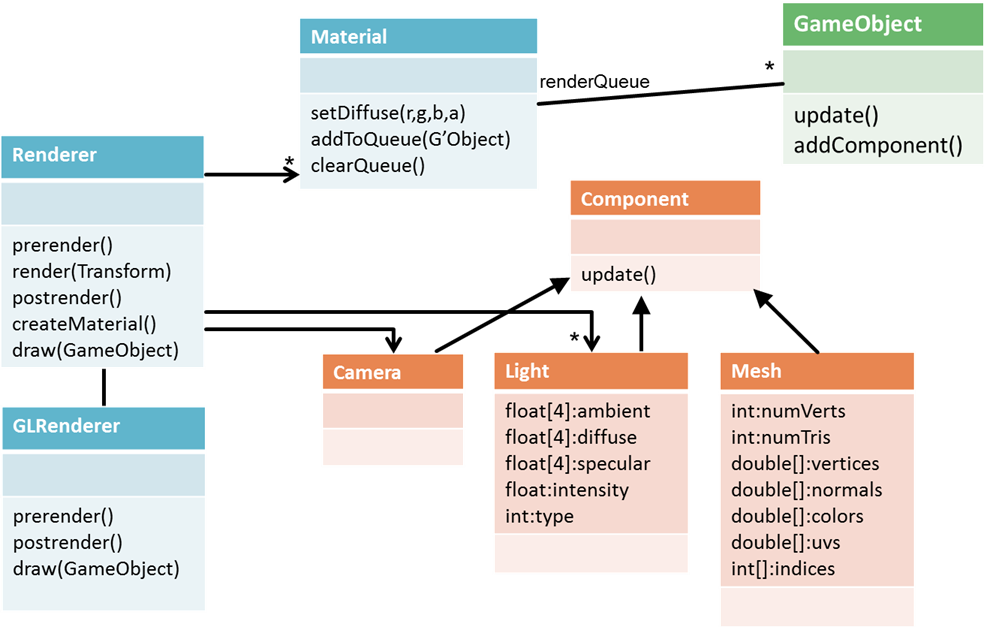 Material
setDiffuse(r,g,b,a)
addToQueue(G'Object)
clearQueue()
renderQueue
*
GameObject
update()
addComponent()
Renderer
prerender()
render(Transform)
postrender()
createMaterial()
draw(GameObject)
*
Component
update()
*
GLRenderer
prerender()
postrender()
draw(GameObject)
Camera
Light
float[4]:ambient
float[4]:diffuse
float[4]:specular
float:intensity
int:type
Mesh
int:numVerts
int:numTris
double[]:vertices
double[]:normals
double[]:colors
double[]:uvs
int[]:indices